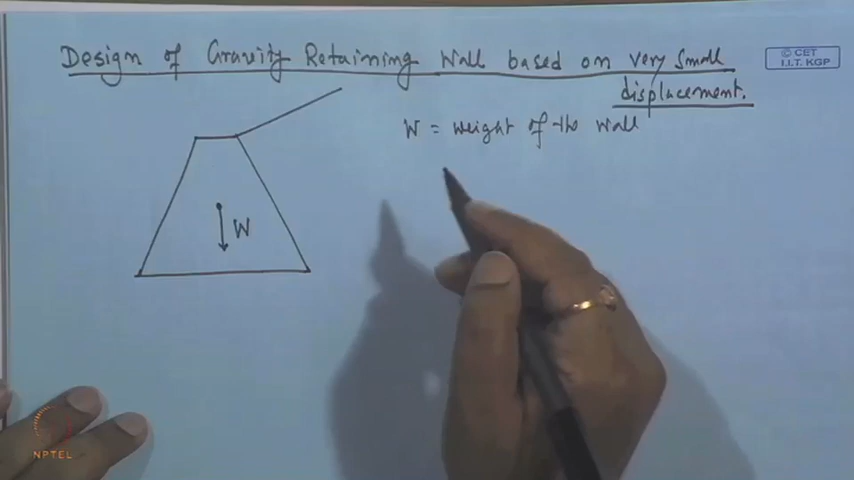 Design of Gravity Retaining Wall based on very small
displacement.
© CET
I.I.T. KGP
W = weight of the wall
W
NPTEL